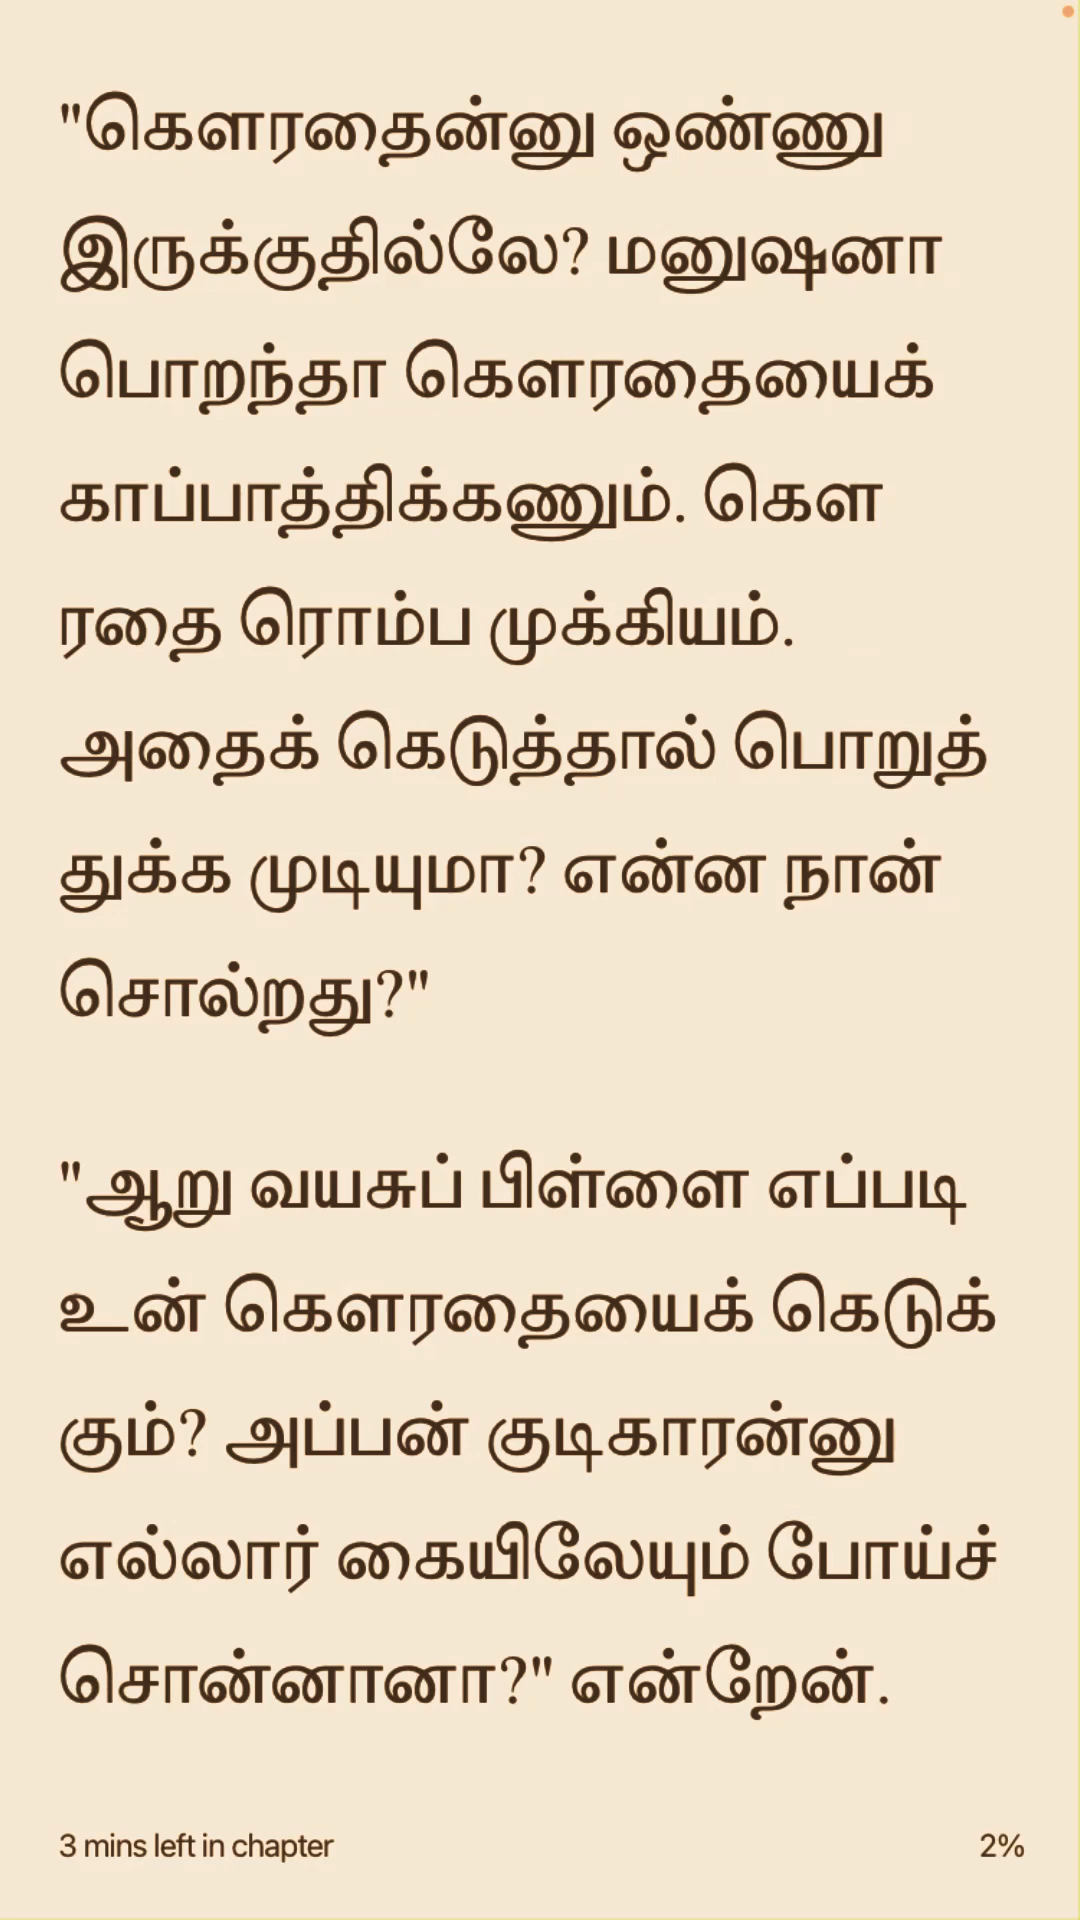 "கௌரதைன்னு ஒண்ணு
இருக்குதில்லே? மனுஷனா
பொறந்தா கௌரதையைக்
காப்பாத்திக்கணும். கௌ
ரதை ரொம்ப முக்கியம்.
அதைக் கெடுத்தால் பொறுத்
துக்க முடியுமா? என்ன நான்
சொல்றது?"
"ஆறு வயசுப் பிள்ளை எப்படி
உன் கௌரதையைக் கெடுக்
கும்? அப்பன் குடிகாரன்னு
எல்லார் கையிலேயும் போய்ச்
சொன்னானா?" என்றேன்.
3 mins left in chapter 2%